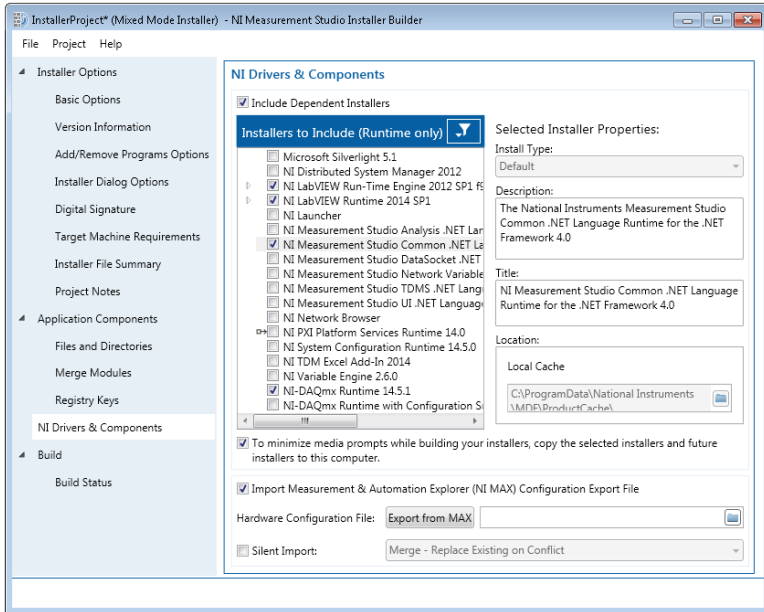 InstallerProject* (Mixed Mode Installer) - NI Measurement Studio Installer Builder
File Project Help
Installer Options
Basic Options
Version Information
Add/Remove Programs Options
Installer Dialog Options
Digital Signature
Target Machine Requirements
Installer File Summary
Project Notes
Application Components
Files and Directories
Merge Modules
Registry Keys
NI Drivers & Components
Build
Build Status
NI Drivers & Components
Include Dependent Installers
Installers to Include (Runtime only)
Microsoft Silverlight 5.1
NI Distributed System Manager 2012
NI LabVIEW Run-Time Engine 2012 SP1 f9
NI LabVIEW Runtime 2014 SP1
NI Launcher
NI Measurement Studio Analysis .NET Lan
NI Measurement Studio Common .NET La
NI Measurement Studio DataSocket .NET
NI Measurement Studio Network Variable
NI Measurement Studio TDMS .NET Lang
NI Measurement Studio UI .NET Language
NI Network Browser
NI PXI Platform Services Runtime 14.0
NI System Configuration Runtime 14.5.0
NI TDM Excel Add-In 2014
NI Variable Engine 2.6.0
NI-DAQmx Runtime 14.5.1
NI-DAQmx Runtime with Configuration Su
Selected Installer Properties:
Install Type:
Default
Description:
The National Instruments Measurement Studio
Common .NET Language Runtime for the .NET
Framework 4.0
Title:
NI Measurement Studio Common .NET Language
Runtime for the .NET Framework 4.0
Location:
Local Cache
C:\ProgramData\National Instruments
\MDF\ProductCache\
To minimize media prompts while building your installers, copy the selected installers and future
installers to this computer.
Import Measurement & Automation Explorer (NI MAX) Configuration Export File
Hardware Configuration File: Export from MAX
Silent Import: Merge - Replace Existing on Conflict